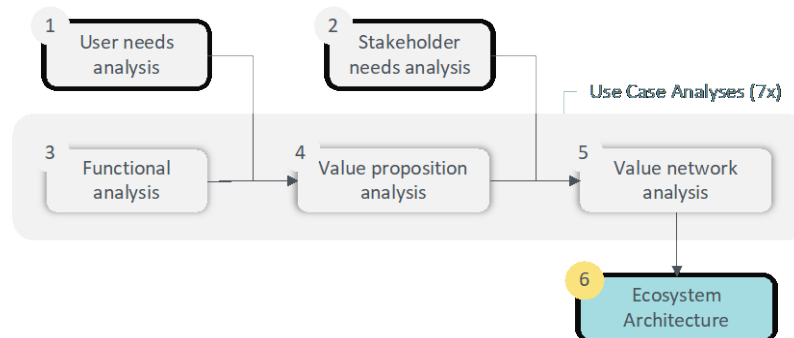 1
User needs
analysis
2
Stakeholder
needs analysis
Use Case Analyses (7x)
3
Functional
analysis
4
Value proposition
analysis
5
Value network
analysis
6
Ecosystem
Architecture